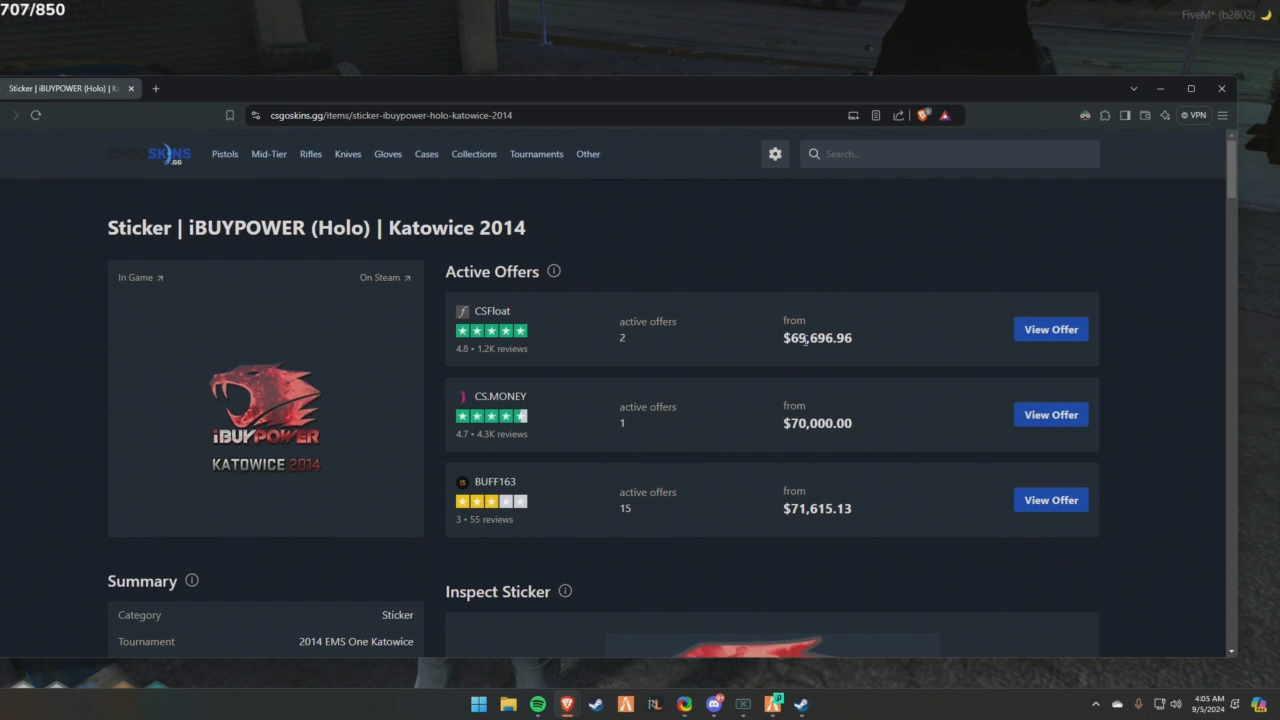 707/850
FiveM* (b2802)
Sticker | iBUYPOWER (Holo) | K
csgoskins.gg/items/sticker-ibuypower-holo-katowice-2014
VPN
CSGOSKINS
.GG
Pistols
Mid-Tier
Rifles
Knives
Gloves
Cases
Collections
Tournaments
Other
Search...
Sticker | iBUYPOWER (Holo) | Katowice 2014
In Game
On Steam
iBUYPOWER
KATOWICE 2014
Active Offers
CSFloat
4.8 • 1.2K reviews
active offers
2
from
$69,696.96
View Offer
CS.MONEY
4.7 • 4.3K reviews
active offers
1
from
$70,000.00
View Offer
BUFF163
3 • 55 reviews
active offers
15
from
$71,615.13
View Offer
Summary
Category
Sticker
Tournament
2014 EMS One Katowice
Inspect Sticker
4:05 AM
9/5/2024